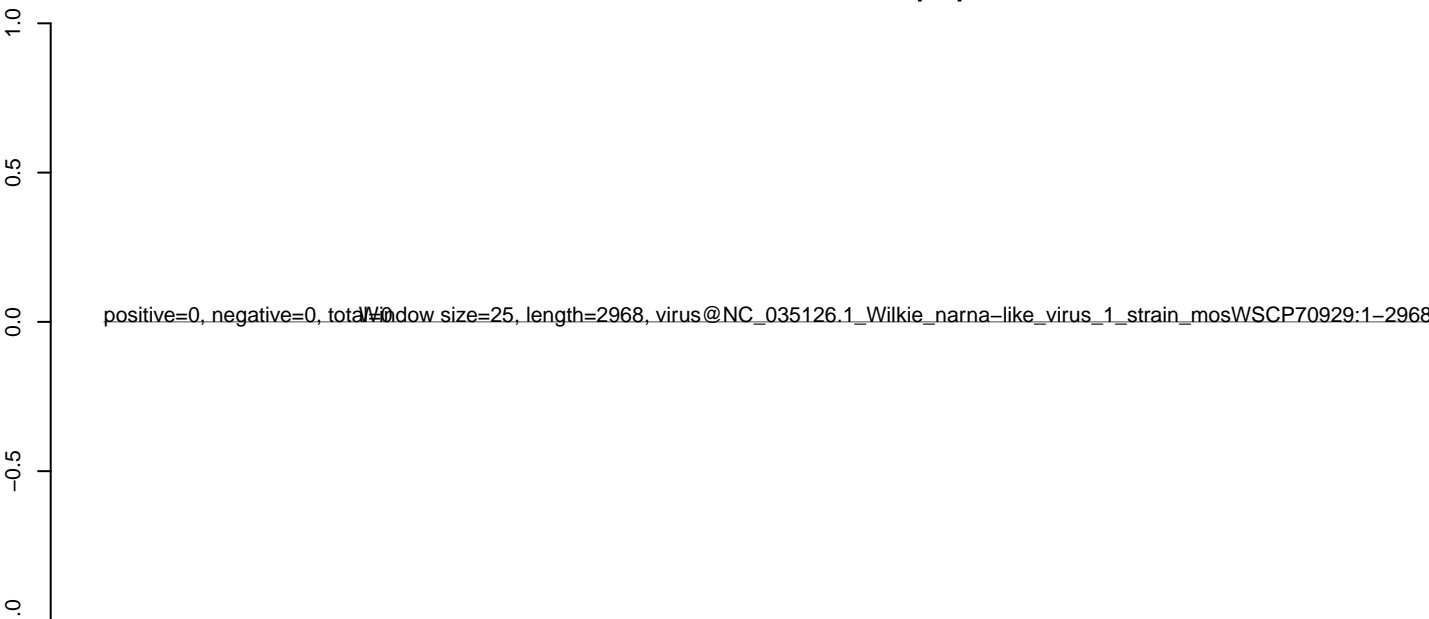 1.0
0.5
positive=0, negative=0, total=0
Window size=25, length=2968, virus@NC_035126.1_Wilkie_narna−like_virus_1_strain_mosWSCP70929:1−2968
0.0
−0.5
.0